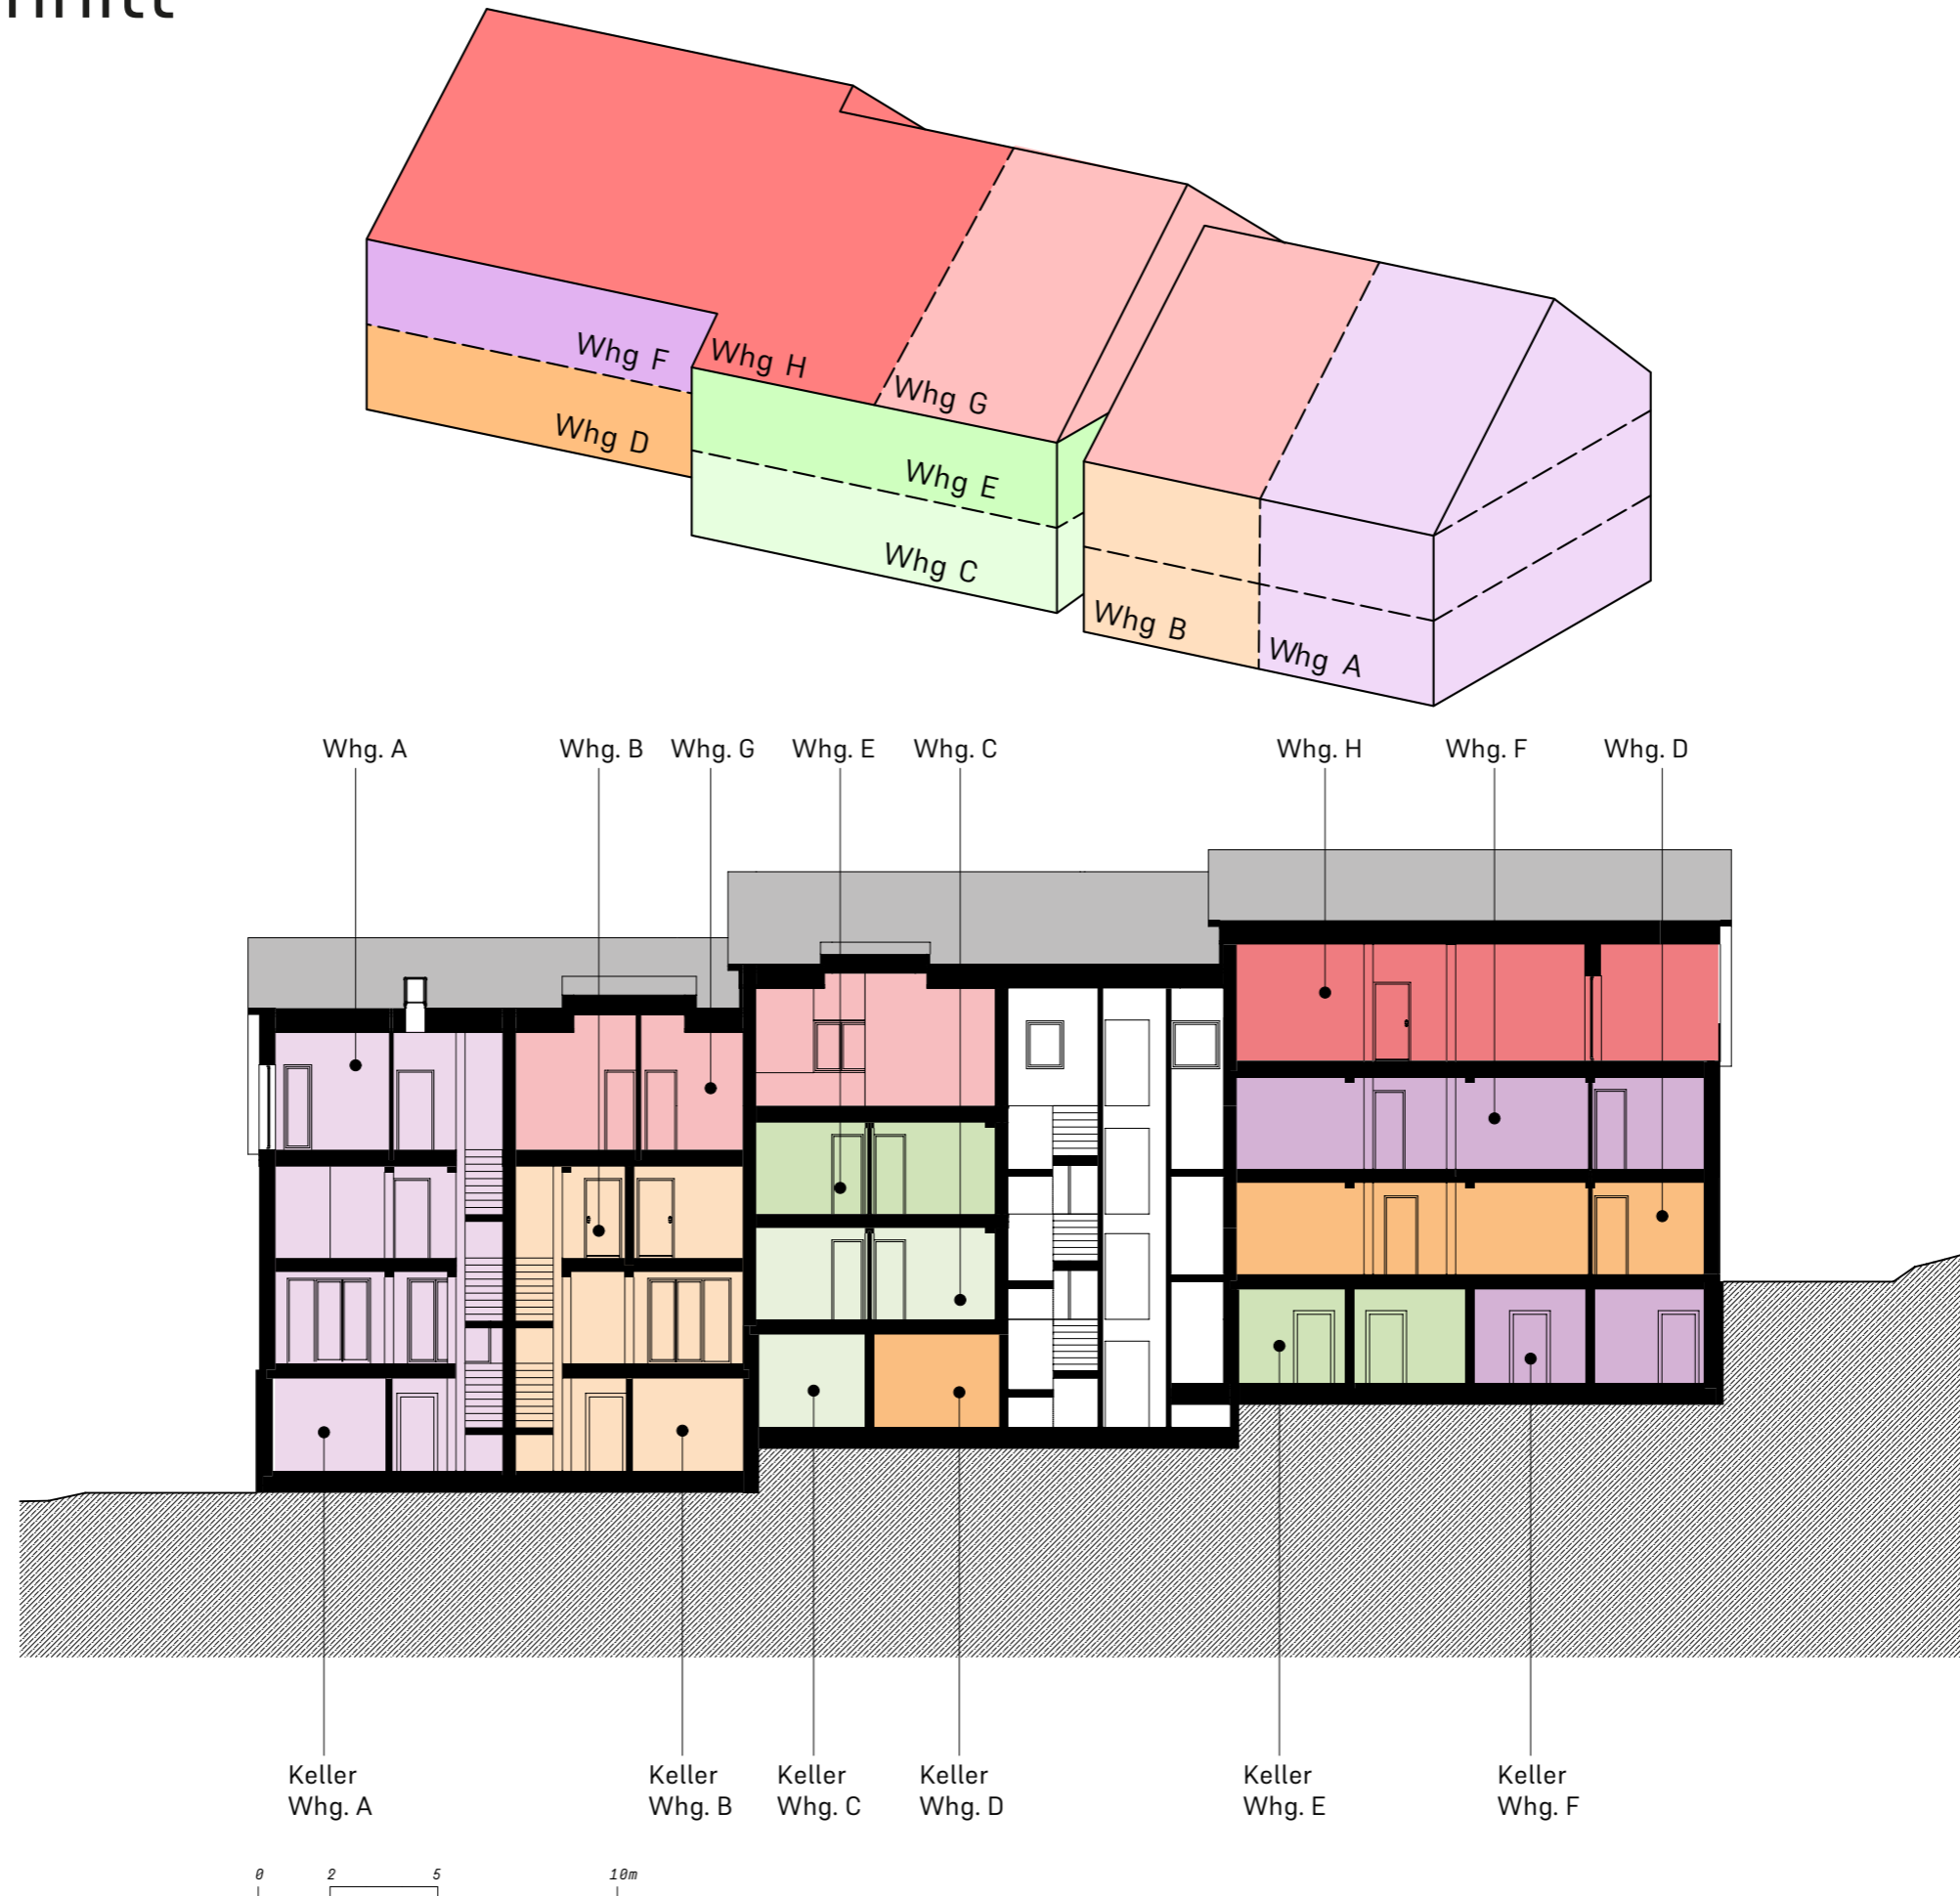 Whg F
Whg H
Whg D
Whg G
Whg E
Whg C
Whg B
Whg A
Whg. A
Whg. B
Whg. G
Whg. E
Whg. C
Whg. H
Whg. F
Whg. D
Keller
Whg. A
Keller
Whg. B
Keller
Whg. C
Keller
Whg. D
Keller
Whg. E
Keller
Whg. F
0 2 5 10m